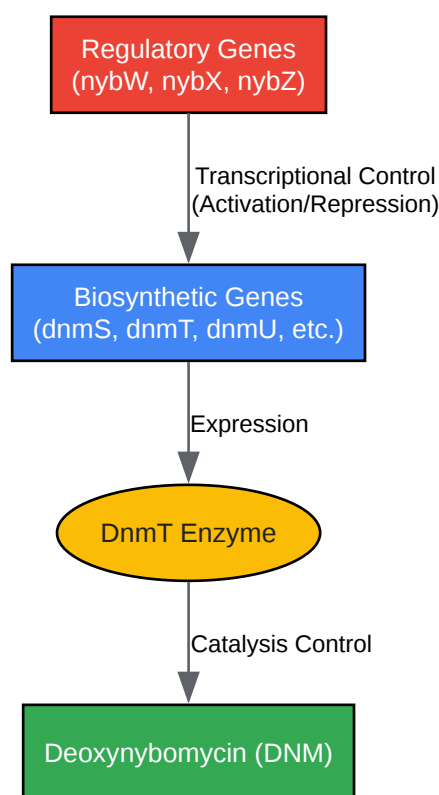 Regulatory Genes
(nybW, nybX, nybZ)
Transcriptional Control
(Activation/Repression)
Biosynthetic Genes
(dnmS, dnmT, dnmU, etc.)
Expression
DnmT Enzyme
Catalysis Control
Deoxynybomycin (DNM)